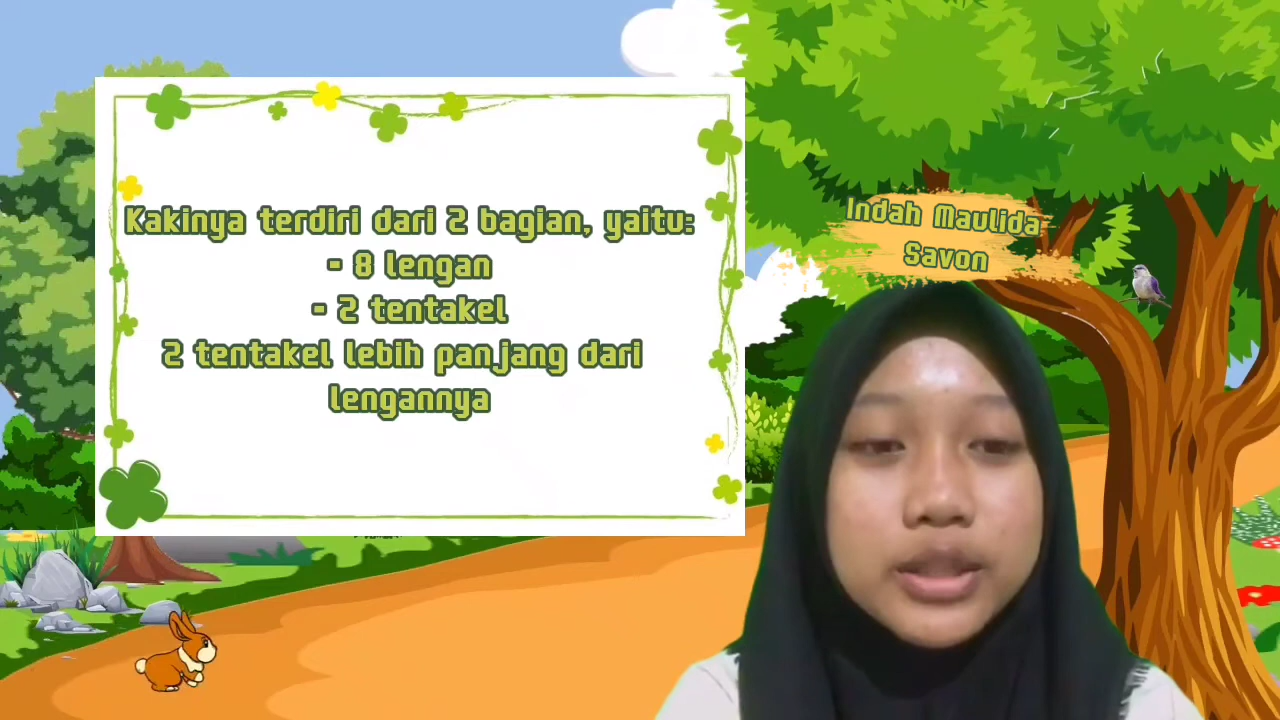 Kakinya terdiri dari 2 bagian, yaitu:
- 8 lengan
- 2 tentakel
2 tentakel lebih panjang dari
lengannya
Indah Maulida
Savon